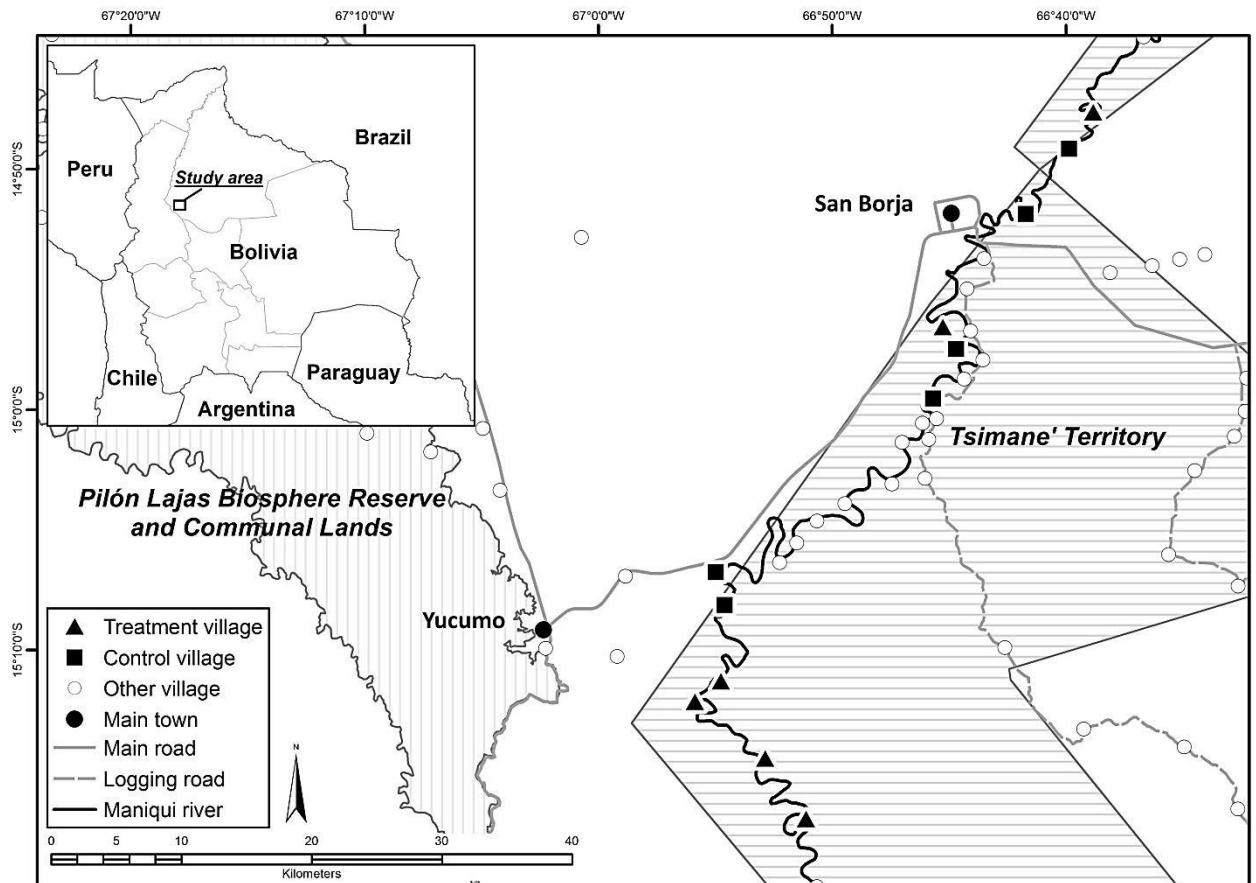 67°20'0"W
67°10'0"W
67°0'0"W
66°50'0"W
66°40'0"W
14°50'0"S
15°0'0"S
15°10'0"S
Brazil
Peru
Study area
Bolivia
Chile
Paraguay
Argentina
San Borja
Tsimane' Territory
Pilón Lajas Biosphere Reserve
and Communal Lands
Yucumo
Treatment village
Control village
Other village
Main town
Main road
Logging road
Maniqui river
N
0 5 10 20 30 40
Kilometers